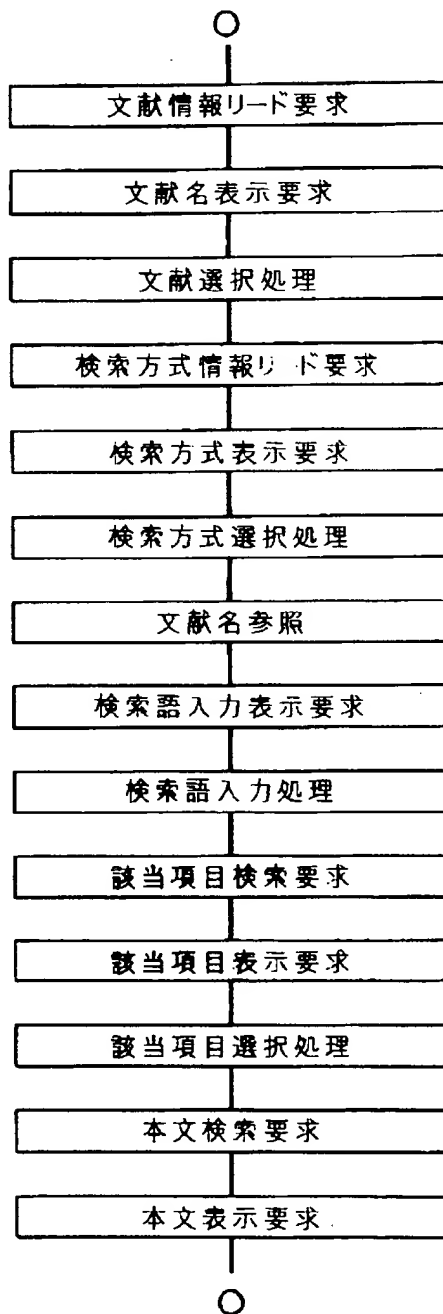 文献情報リード要求
文献名表示要求
文献選択処理
検索方式情報リード要求
検索方式表示要求
検索方式選択処理
文献名参照
検索語入力表示要求
検索語入力処理
該当項目検索要求
該当項目表示要求
該当項目選択処理
本文検索要求
本文表示要求